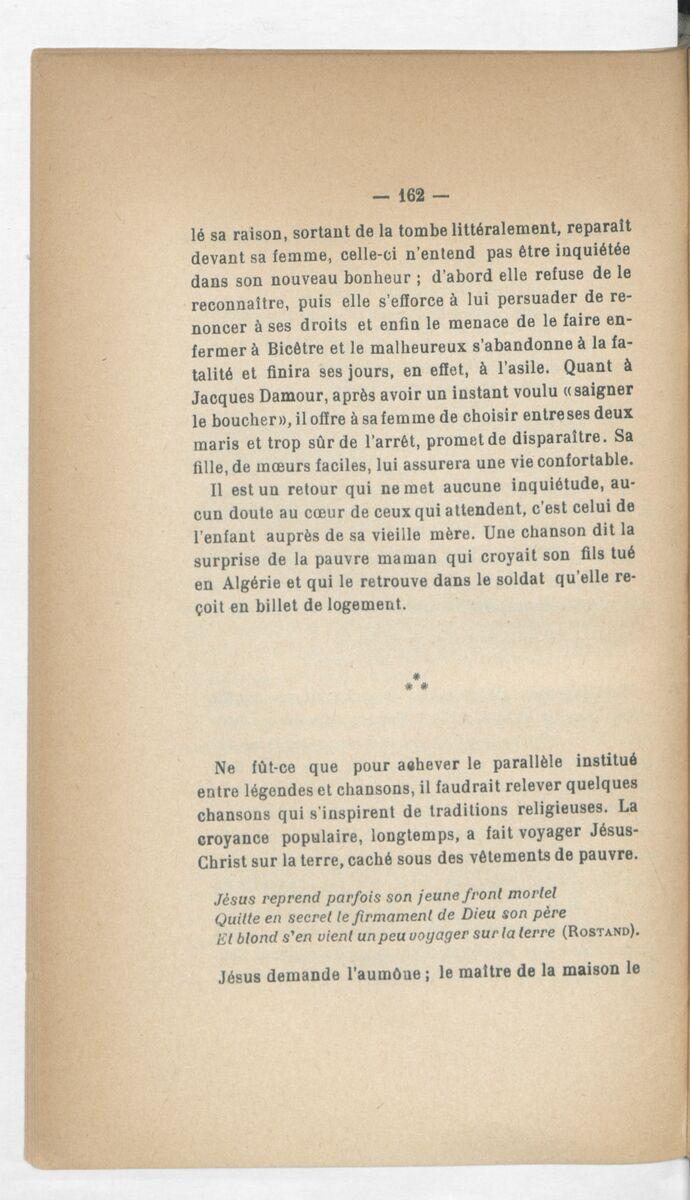 — 162 —
lé sa raison, sortant de la tombe littéralement, reparaît
devant sa femme, celle-ci n'entend pas être inquiétée
dans son nouveau bonheur ; d'abord elle refuse de le
reconnaître, puis elle s'efforce à lui persuader de re-
noncer à ses droits et enfin le menace de le faire en-
fermer à Bicêtre et le malheureux s'abandonne à la fa-
talité et finira ses jours, en effet, à l'asile. Quant à
Jacques Damour, après avoir un instant voulu «saigner
le boucher», il offre à sa femme de choisir entre ses deux
maris et trop sûr de l'arrêt, promet de disparaître. Sa
fille, de mœurs faciles, lui assurera une vie confortable.
Il est un retour qui ne met aucune inquiétude, au-
cun doute au cœur de ceux qui attendent, c'est celui de
l'enfant auprès de sa vieille mère. Une chanson dit la
surprise de la pauvre maman qui croyait son fils tué
en Algérie et qui le retrouve dans le soldat qu'elle re-
çoit en billet de logement.
⁂
Ne fût-ce que pour achever le parallèle institué
entre légendes et chansons, il faudrait relever quelques
chansons qui s'inspirent de traditions religieuses. La
croyance populaire, longtemps, a fait voyager Jésus-
Christ sur la terre, caché sous des vêtements de pauvre.
Jésus reprend parfois son jeune front mortel
Quitte en secret le firmament de Dieu son père
Et blond s'en vient un peu voyager sur la terre (ROSTAND).
Jésus demande l'aumône ; le maître de la maison le